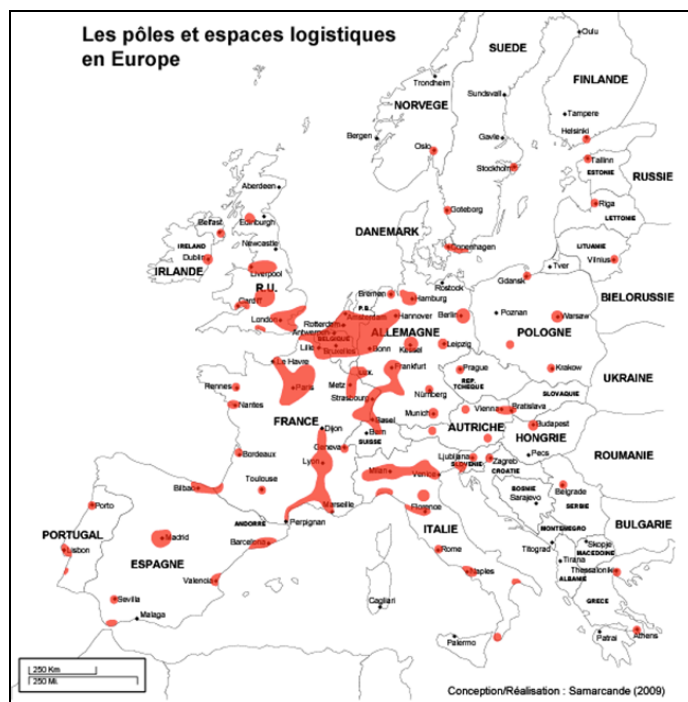 Les pôles et espaces logistiques
en Europe
SUEDE
Oulu
Trondheim
FINLANDE
Sundsvall
NORVEGE
Tampere
Bergen
Gavle
Helsinki
Oslo
Tallinn
Stockholm
ESTONIE
RUSSIE
Aberdeen
Riga
Goteborg
LETTONIE
Edinburgh
Belfast
DANEMARK
IRELAND
Newcastle
Copenhagen
LITUANIE
Vilnius
Dublin
IRLANDE
Liverpool
Tver
Gdansk
R.U.
Rostock
BIELORUSSIE
Bremen
Hamburg
Cardiff
P.B.
Amsterdam
Hannover
Berlin
Poznan
Warsaw
London
Rotterdam
Antwerpen
ALLEMAGNE
POLOGNE
BELGIQUE
Lille
Bruxelles
Bonn
Kessel
Leipzig
Le Havre
LUX.
Frankfurt
Prague
Krakow
REP.
TCHEQUE
UKRAINE
Rennes
Paris
Metz
Nürnberg
SLOVAQUIE
Strasbourg
Nantes
Munich
Vienna
Bratislava
FRANCE
Basel
AUTRICHE
Budapest
Dijon
Bern
SUISSE
HONGRIE
Geneva
Pecs
ROUMANIE
Bordeaux
Lyon
Ljubljana
SLOVENIE
Zagreb
CROATIE
Milan
Venice
Toulouse
Belgrade
Bilbao
BOSNIE
Sarajevo
SERBIE
Marseille
Florence
ANDORRE
Perpignan
Porto
ITALIE
MONTENEGRO
BULGARIE
Barcelona
Skopje
PORTUGAL
Madrid
Rome
Titograd
MACEDOINE
Lisbon
Tirana
ESPAGNE
Naples
ALBANIE
Thessalonik
Valencia
Cagliari
GRECE
Sevilla
Malaga
Palermo
Patrai
Athens
250 Km
250 Mi.
Conception/Réalisation : Samarcande (2009)